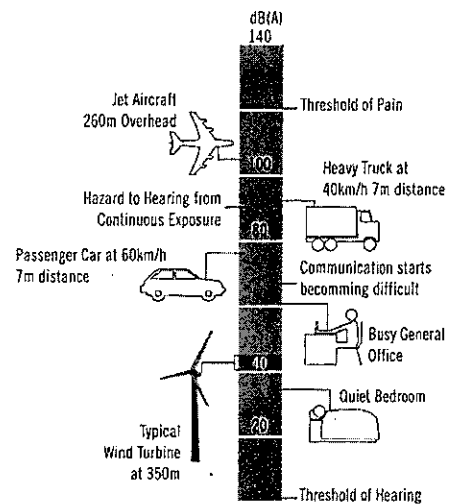 dB(A)
140
Jet Aircraft
260m Overhead
Threshold of Pain
100
Heavy Truck at
40km/h 7m distance
Hazard to Hearing from
Continuous Exposure
80
Passenger Car at 60km/h
7m distance
Communication starts
becomming difficult
Busy General
Office
40
Quiet Bedroom
20
Typical
Wind Turbine
at 350m
Threshold of Hearing